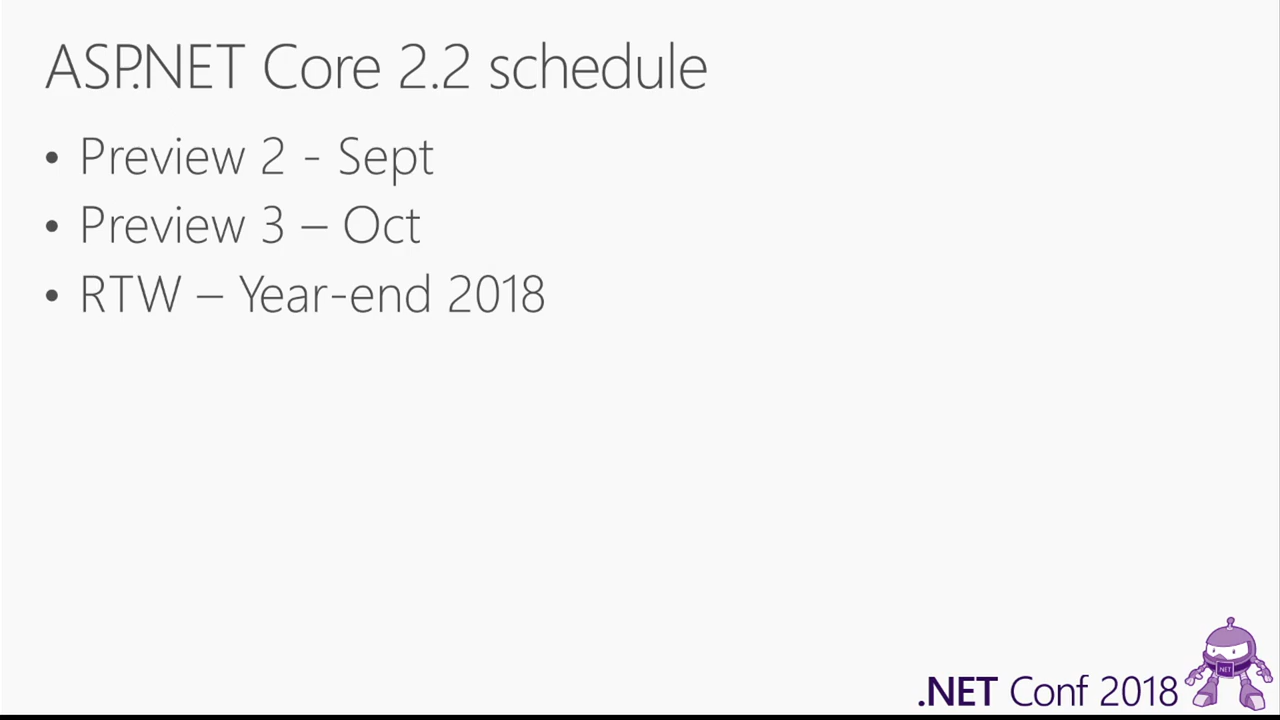 ASP.NET Core 2.2 schedule
• Preview 2 - Sept
• Preview 3 – Oct
• RTW – Year-end 2018
.NET Conf 2018
.NET